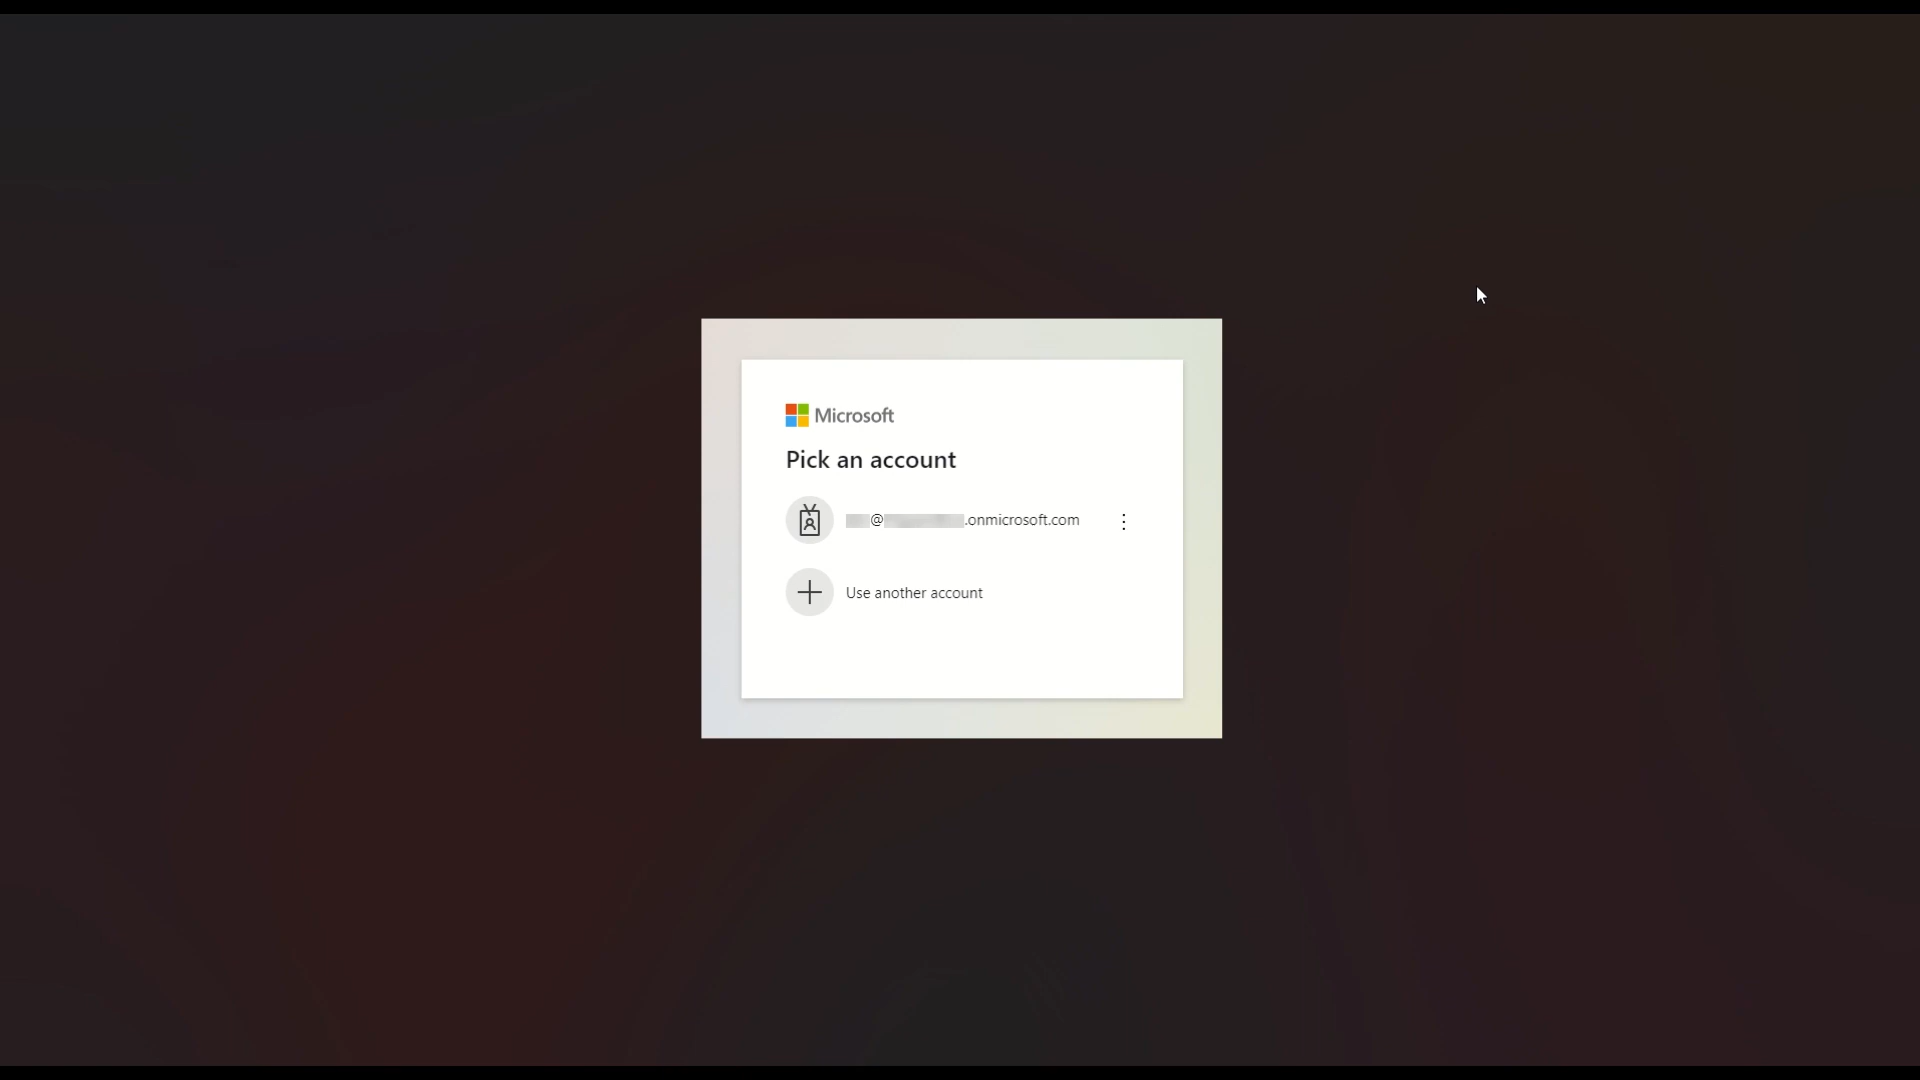 Microsoft
Pick an account
@ .onmicrosoft.com
Use another account